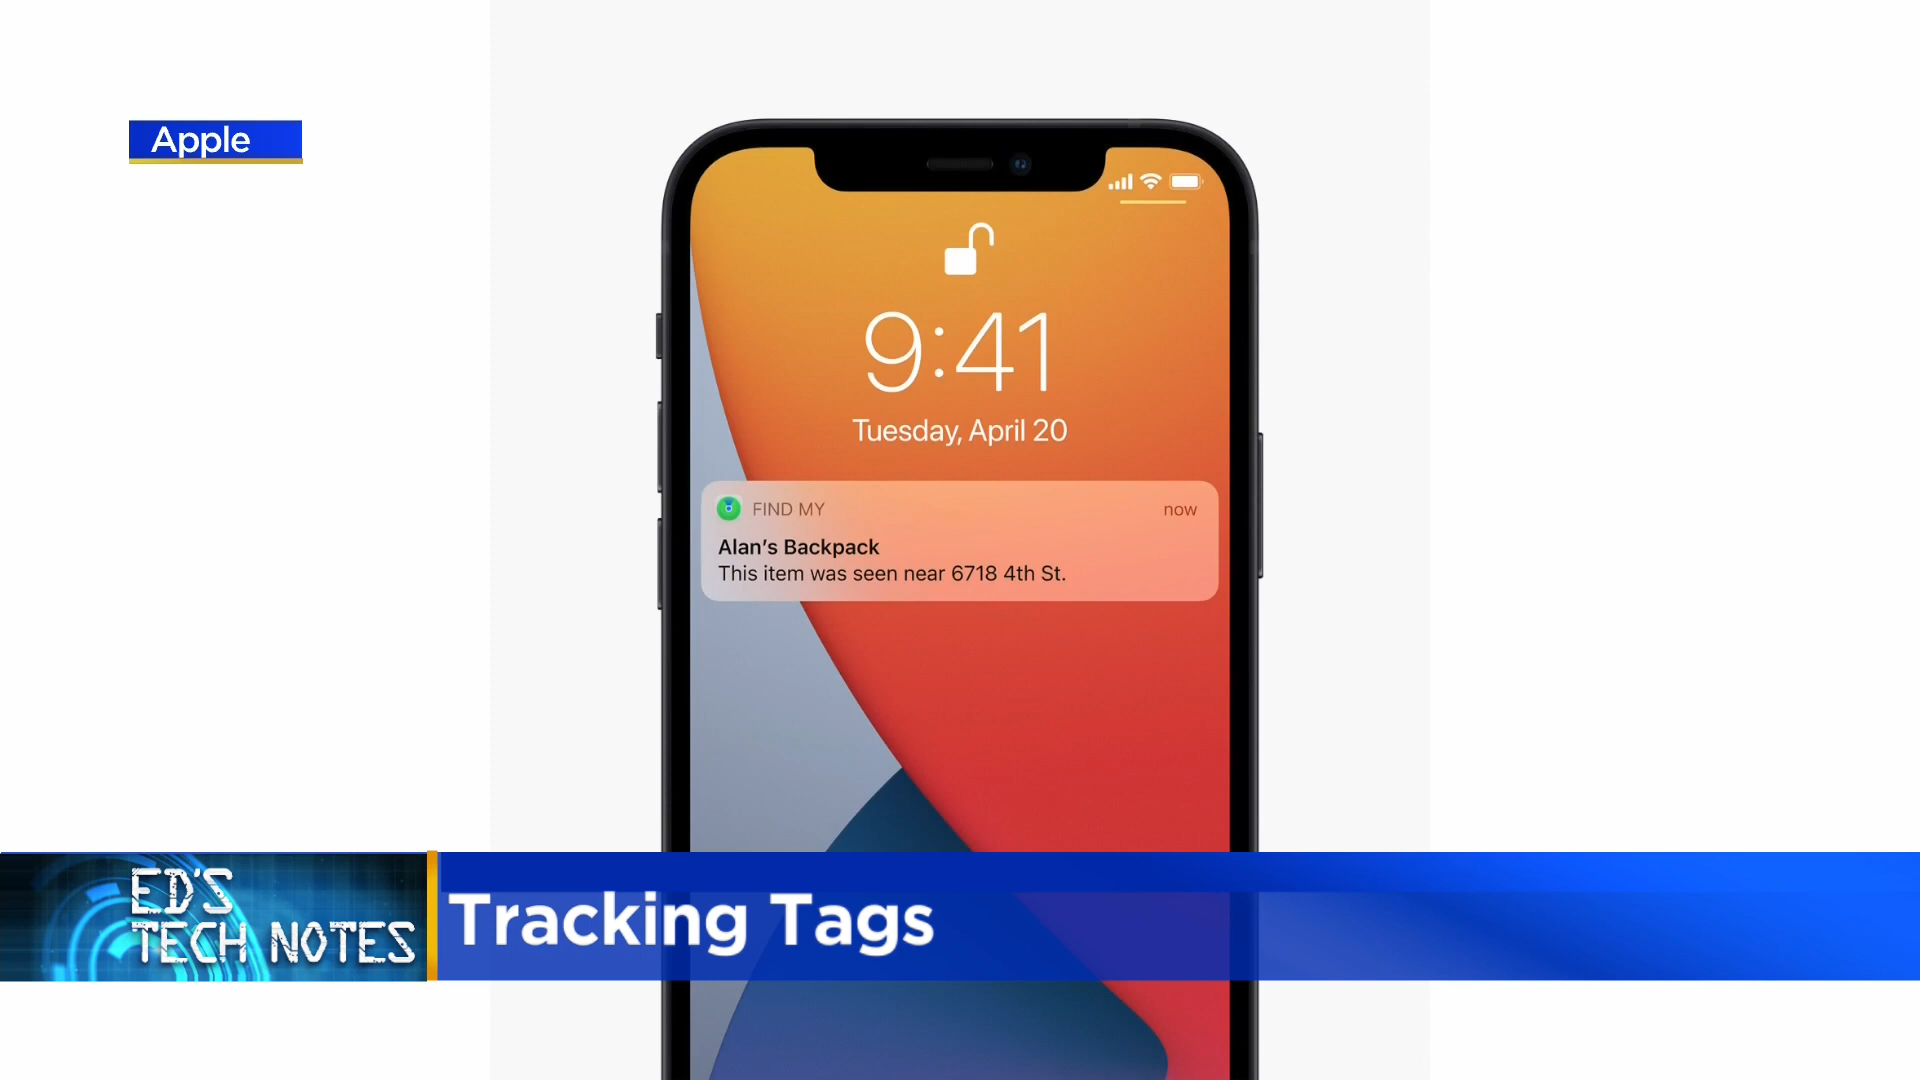 Apple
9:41
Tuesday, April 20
FIND MY
now
Alan's Backpack
This item was seen near 6718 4th St.
ED'S
TECH NOTES
Tracking Tags